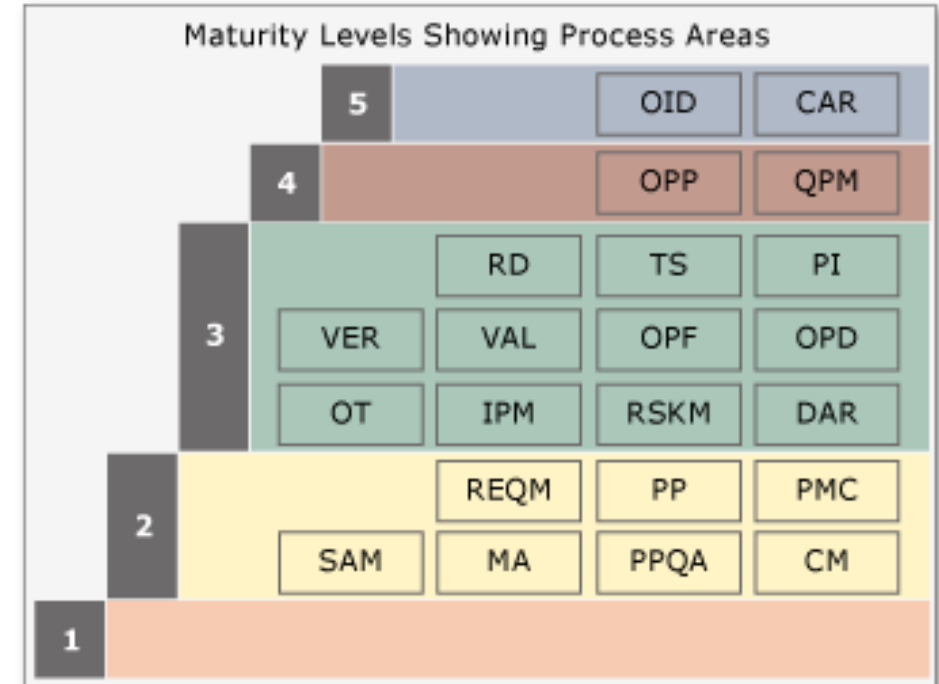 Maturity Levels Showing Process Areas
5 OID CAR
4 OPP QPM
RD TS PI
3 VER VAL OPF OPD
OT IPM RSKM DAR
REQM PP PMC
2
SAM MA PPQA CM
1